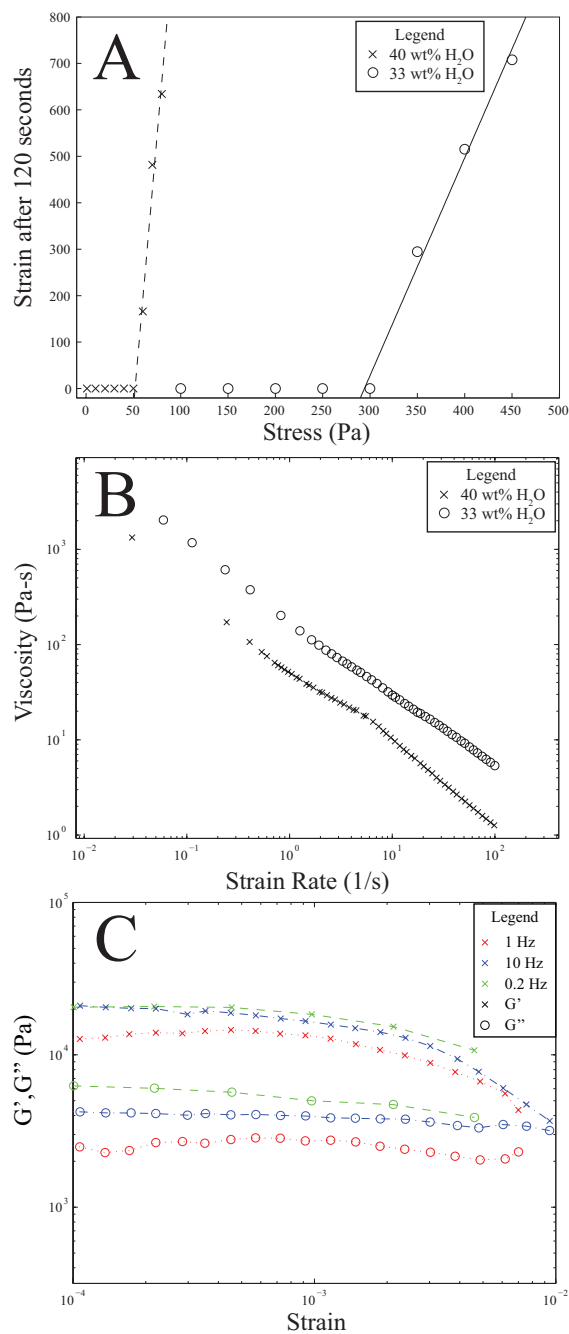 A
Legend
40 wt% H₂O
33 wt% H₂O
800
700
600
500
400
300
200
100
0
Strain after 120 seconds
0 50 100 150 200 250 300 350 400 450 500
Stress (Pa)
B
Legend
40 wt% H₂O
33 wt% H₂O
10³
10²
10¹
10⁰
Viscosity (Pa-s)
10⁻² 10⁻¹ 10⁰ 10¹ 10²
Strain Rate (1/s)
C
Legend
1 Hz
10 Hz
0.2 Hz
G'
G''
10⁵
10⁴
10³
G',G'' (Pa)
10⁻⁴ 10⁻³ 10⁻²
Strain